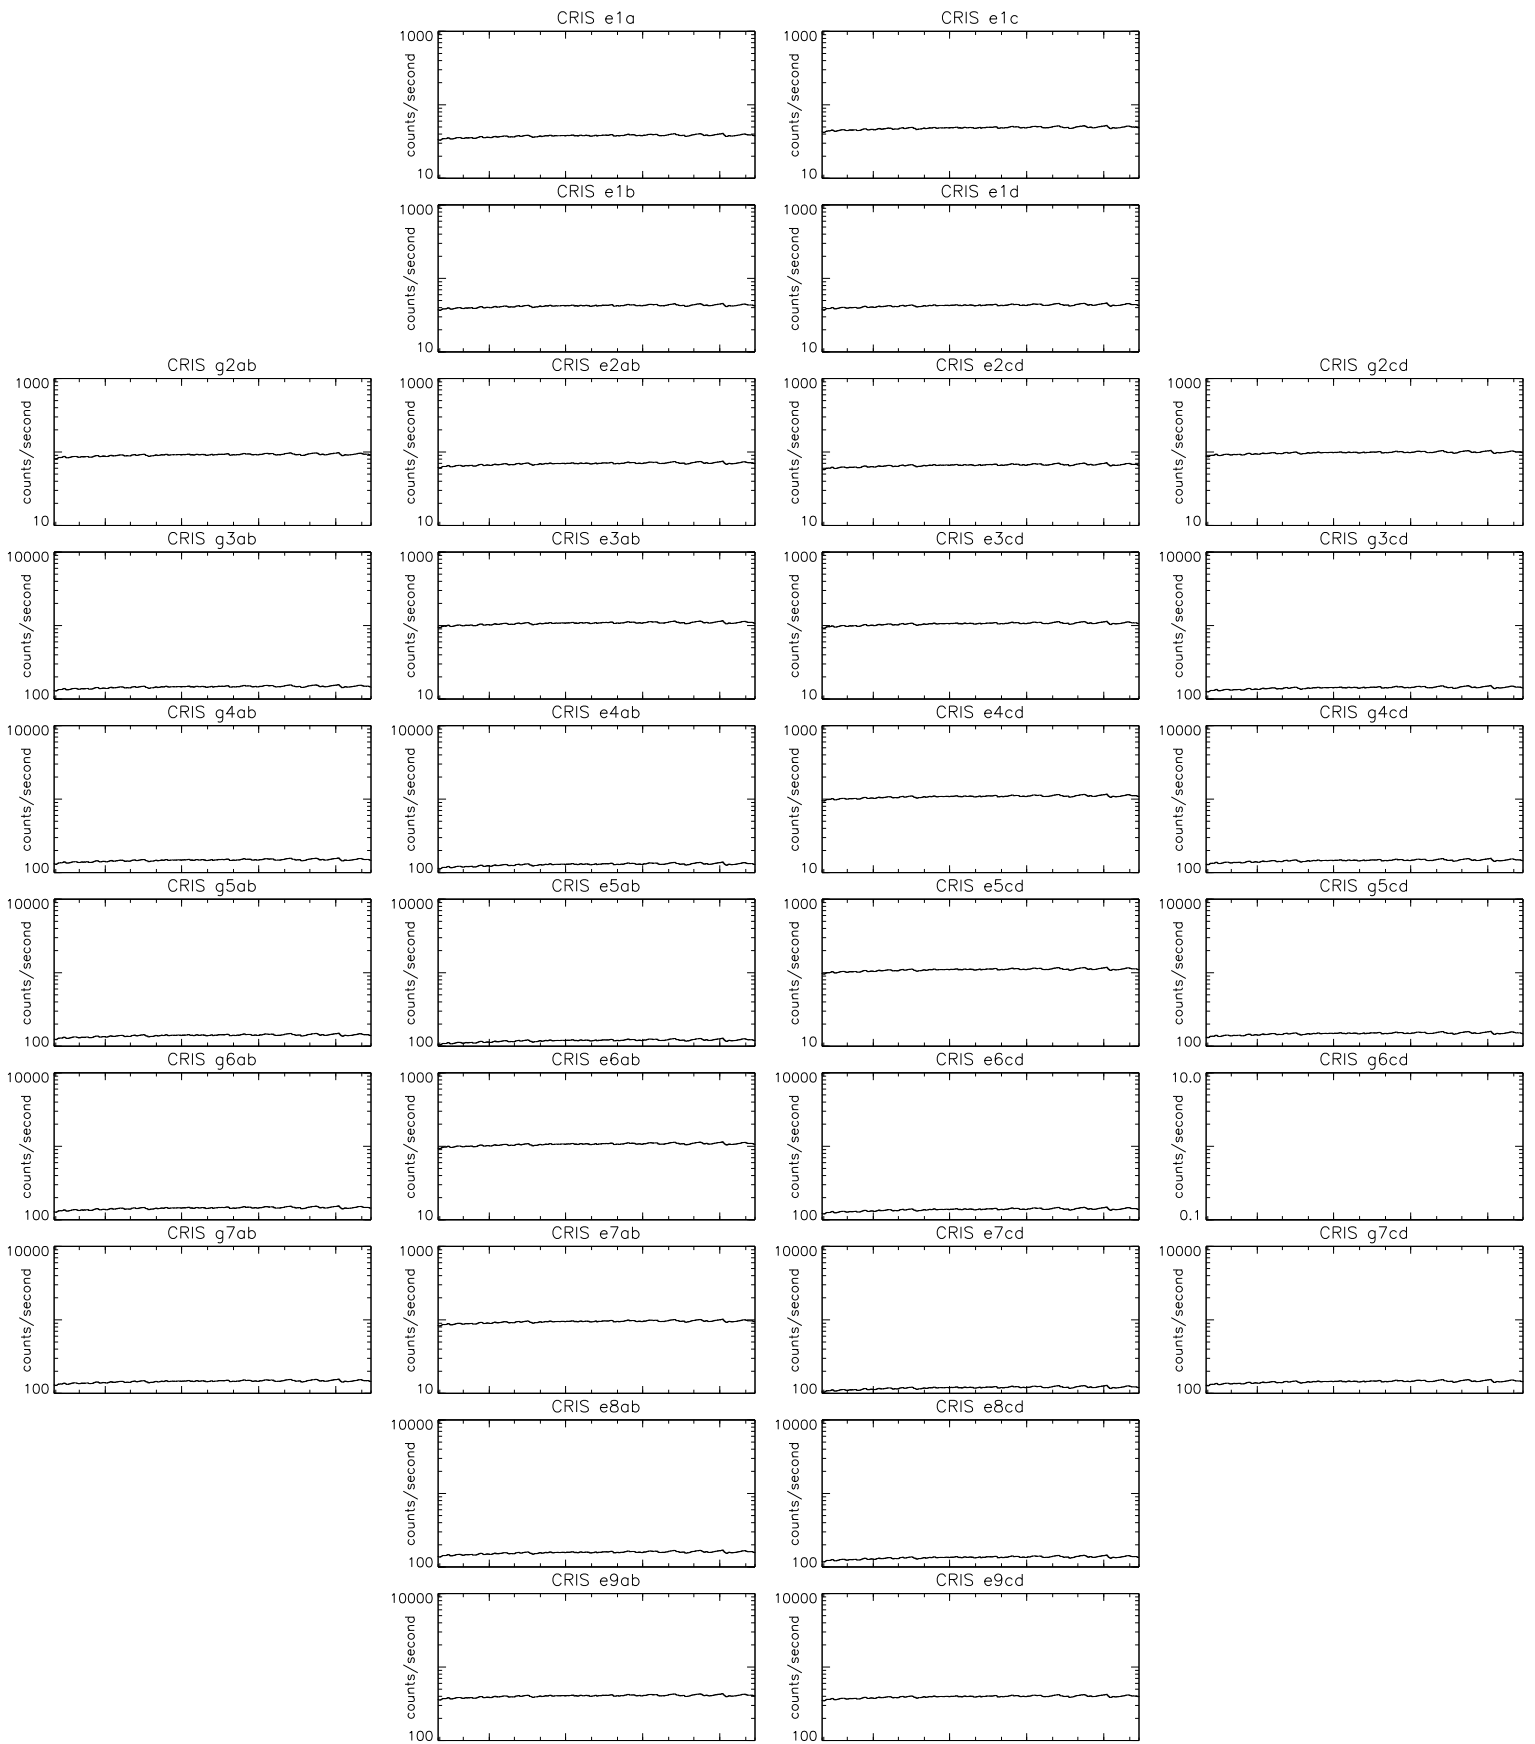 CRIS e1a
1000
counts/second
10
CRIS e1c
1000
counts/second
10
CRIS e1b
1000
counts/second
10
CRIS e1d
1000
counts/second
10
CRIS g2ab
1000
counts/second
10
CRIS e2ab
1000
counts/second
10
CRIS e2cd
1000
counts/second
10
CRIS g2cd
1000
counts/second
10
CRIS g3ab
10000
counts/second
100
CRIS e3ab
1000
counts/second
10
CRIS e3cd
1000
counts/second
10
CRIS g3cd
10000
counts/second
100
CRIS g4ab
10000
counts/second
100
CRIS e4ab
10000
counts/second
100
CRIS e4cd
1000
counts/second
10
CRIS g4cd
10000
counts/second
100
CRIS g5ab
10000
counts/second
100
CRIS e5ab
10000
counts/second
100
CRIS e5cd
1000
counts/second
10
CRIS g5cd
10000
counts/second
100
CRIS g6ab
10000
counts/second
100
CRIS e6ab
1000
counts/second
10
CRIS e6cd
10000
counts/second
100
CRIS g6cd
10.0
counts/second
0.1
CRIS g7ab
10000
counts/second
100
CRIS e7ab
1000
counts/second
10
CRIS e7cd
10000
counts/second
100
CRIS g7cd
10000
counts/second
100
CRIS e8ab
10000
counts/second
100
CRIS e8cd
10000
counts/second
100
CRIS e9ab
10000
counts/second
100
CRIS e9cd
10000
counts/second
100